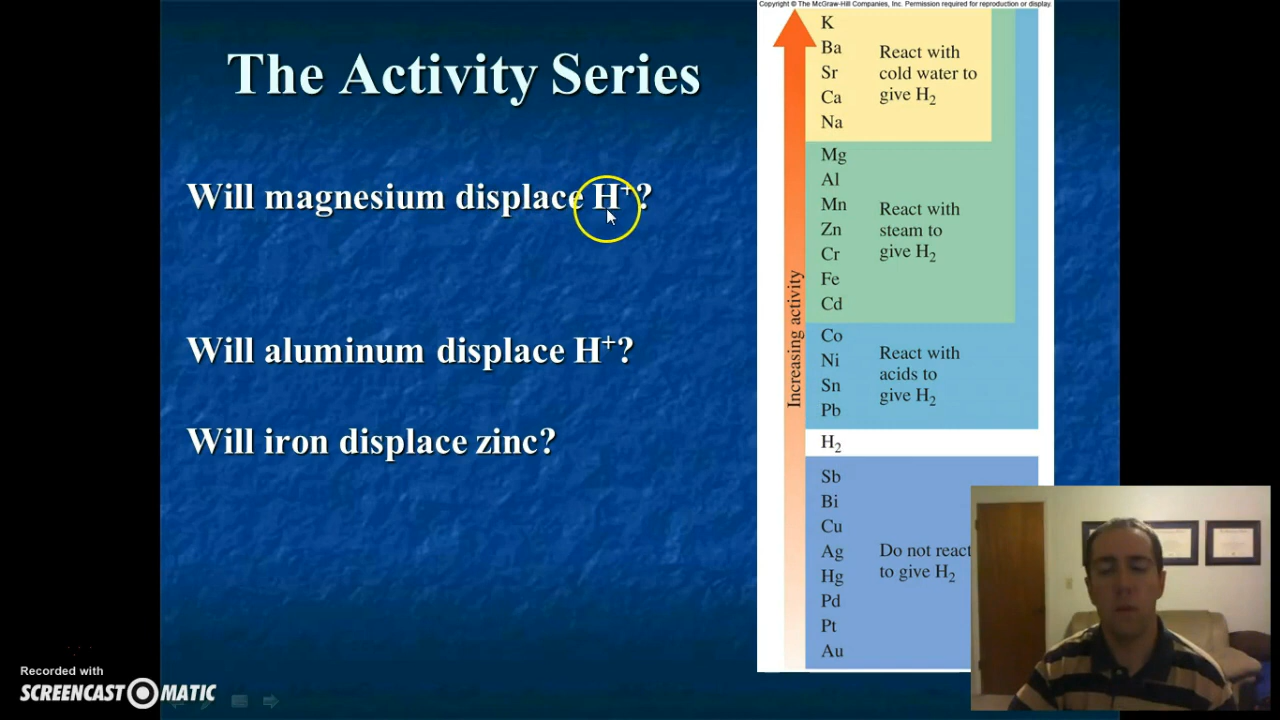 Copyright © The McGraw-Hill Companies, Inc. Permission required for reproduction or display.
The Activity Series
Will magnesium displace H⁺?
Will aluminum displace H⁺?
Will iron displace zinc?
Increasing activity
K
Ba
Sr
Ca
Na
React with
cold water to
give H₂
Mg
Al
Mn
Zn
Cr
Fe
Cd
React with
steam to
give H₂
Co
Ni
Sn
Pb
React with
acids to
give H₂
H₂
Sb
Bi
Cu
Ag
Hg
Pd
Pt
Au
Do not react
to give H₂
Recorded with
SCREENCAST MATIC